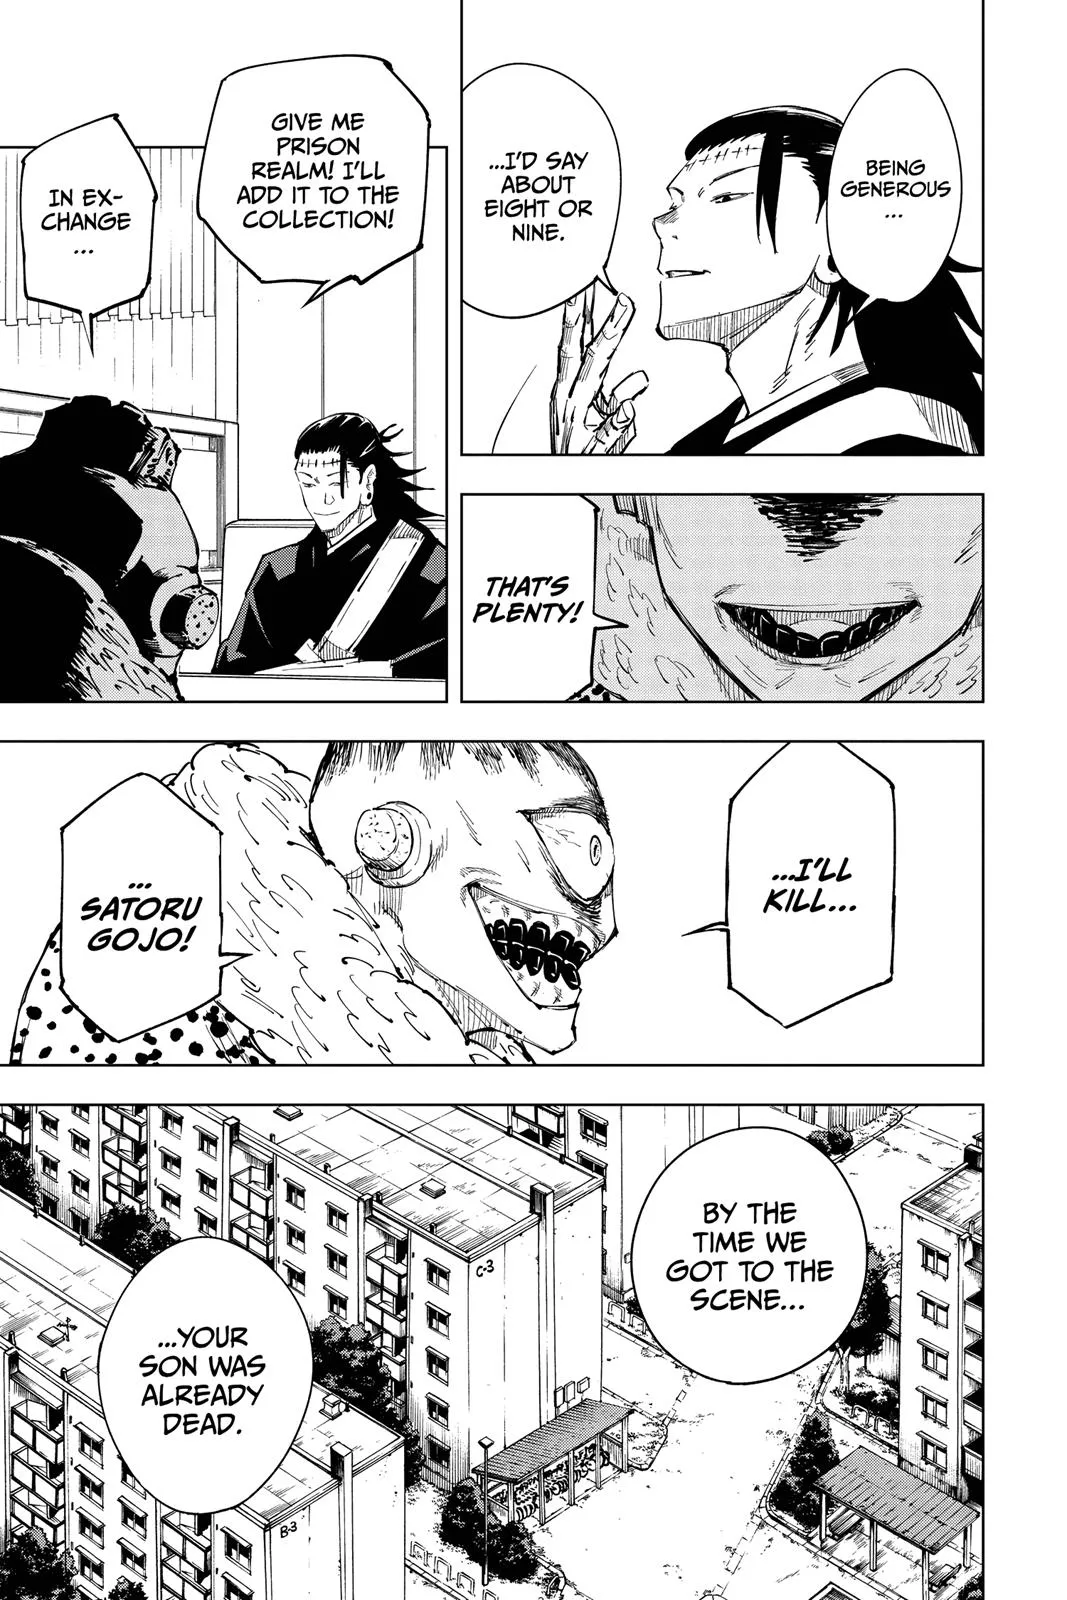 BEING
GENEROUS
...
...I'D SAY
ABOUT
EIGHT OR
NINE.
GIVE ME
PRISON
REALM! I'LL
ADD IT TO THE
COLLECTION!
IN EX-
CHANGE
...
THAT'S
PLENTY!
...I'LL
KILL...
...
SATORU
GOJO!
BY THE
TIME WE
GOT TO THE
SCENE...
...YOUR
SON WAS
ALREADY
DEAD.
C-3
B-3